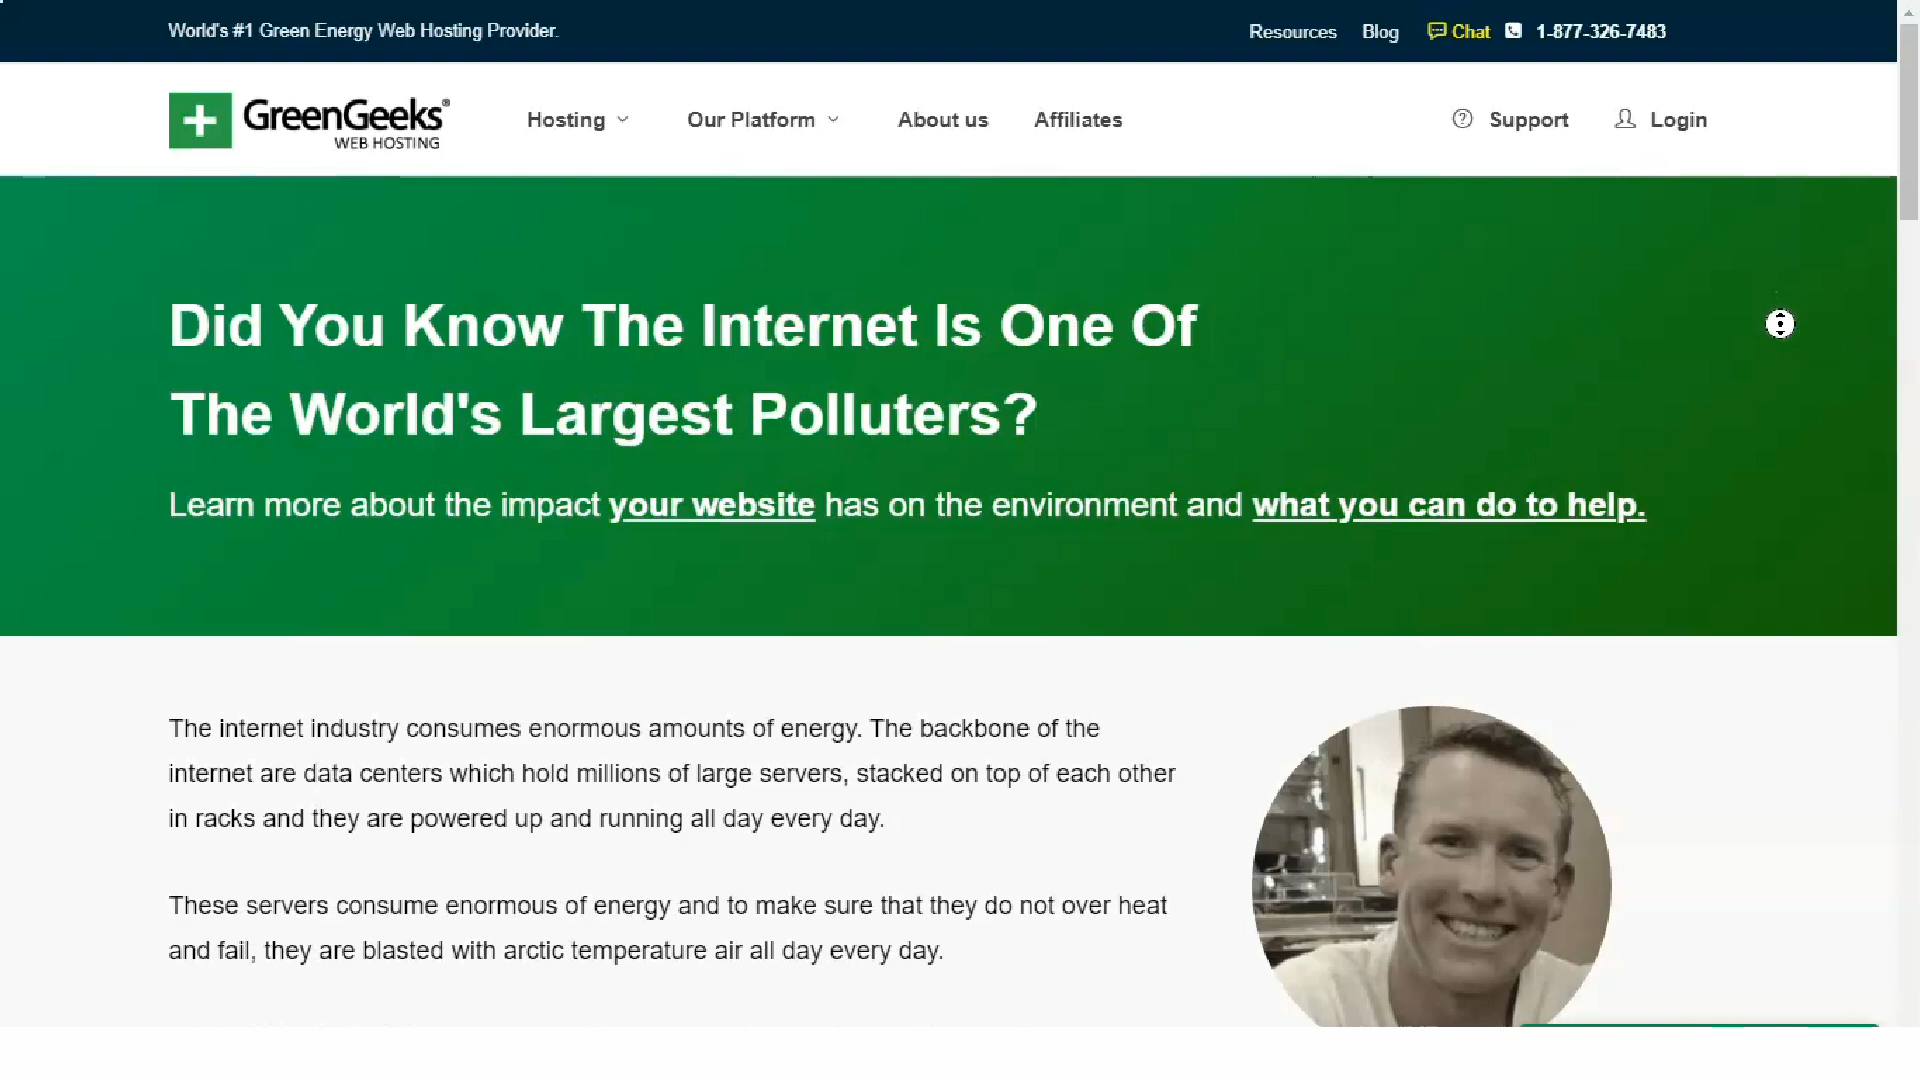 World's #1 Green Energy Web Hosting Provider.
Resources Blog Chat 1-877-326-7483
GreenGeeks®
WEB HOSTING
Hosting Our Platform About us Affiliates Support Login
Did You Know The Internet Is One Of
The World's Largest Polluters?
Learn more about the impact your website has on the environment and what you can do to help.
The internet industry consumes enormous amounts of energy. The backbone of the
internet are data centers which hold millions of large servers, stacked on top of each other
in racks and they are powered up and running all day every day.
These servers consume enormous of energy and to make sure that they do not over heat
and fail, they are blasted with arctic temperature air all day every day.